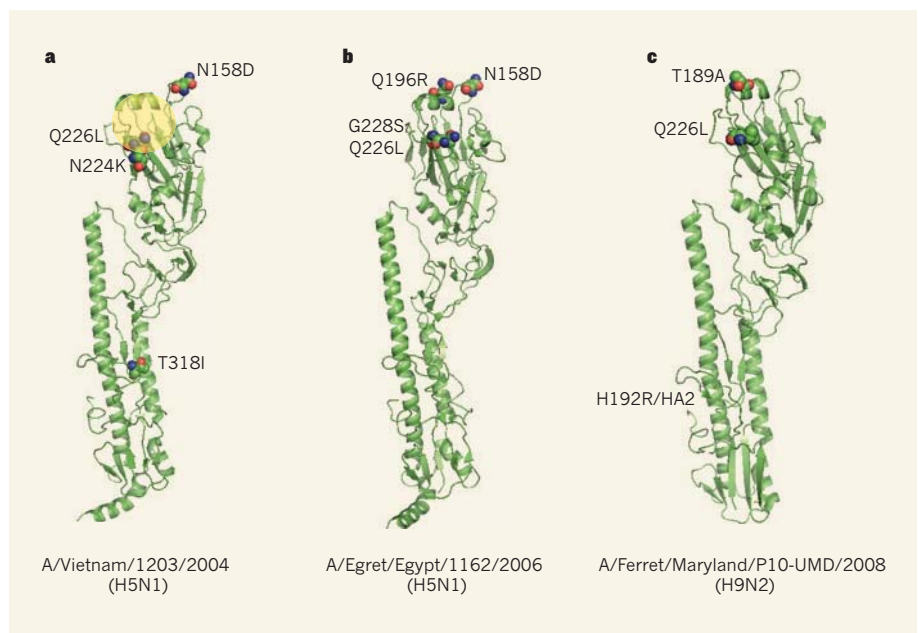 a
N158D
Q226L
N224K
T318I
A/Vietnam/1203/2004
(H5N1)
b
Q196R
N158D
G228S
Q226L
A/Egret/Egypt/1162/2006
(H5N1)
c
T189A
Q226L
H192R/HA2
A/Ferret/Maryland/P10-UMD/2008
(H9N2)